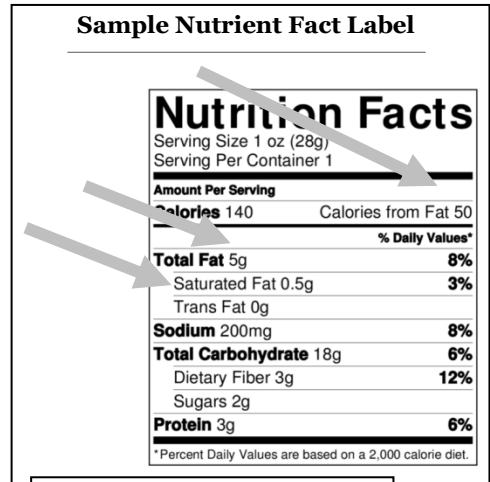 Sample Nutrient Fact Label
Nutrition Facts
Serving Size 1 oz (28g)
Serving Per Container 1
Amount Per Serving
Calories 140 Calories from Fat 50
% Daily Values*
Total Fat 5g 8%
Saturated Fat 0.5g 3%
Trans Fat 0g
Sodium 200mg 8%
Total Carbohydrate 18g 6%
Dietary Fiber 3g 12%
Sugars 2g
Protein 3g 6%
*Percent Daily Values are based on a 2,000 calorie diet.